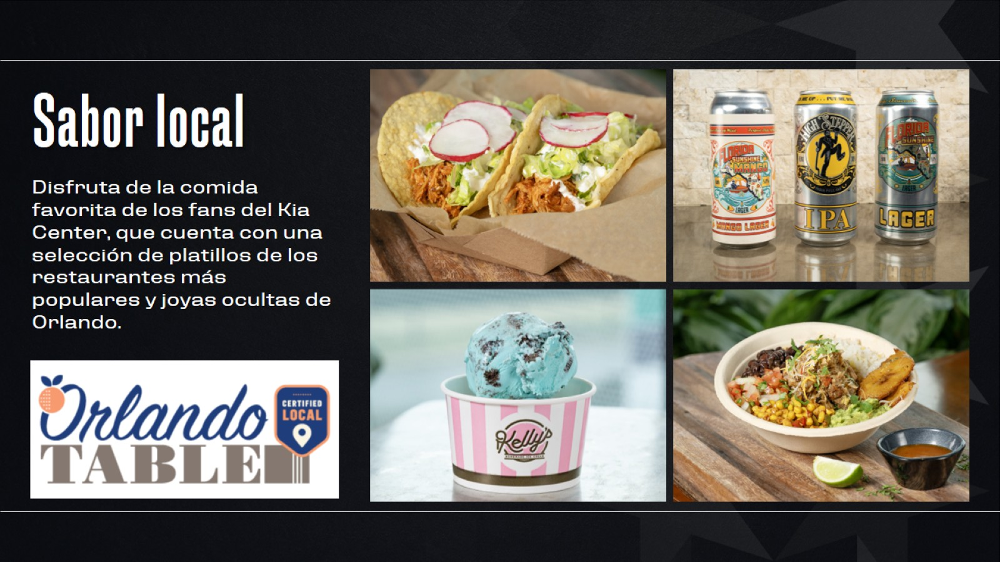 Sabor local
Disfruta de la comida
favorita de los fans del Kia
Center, que cuenta con una
selección de platillos de los
restaurantes más
populares y joyas ocultas de
Orlando.
Orlando
TABLE
CERTIFIED
LOCAL
FLORIDA
SUNSHINE
MANGO
LAGER
MANGO LAGER
HIGH STEPPER
IPA
FLORIDA
SUNSHINE
LAGER
LAGER
Kelly's
HOMEMADE ICE CREAM